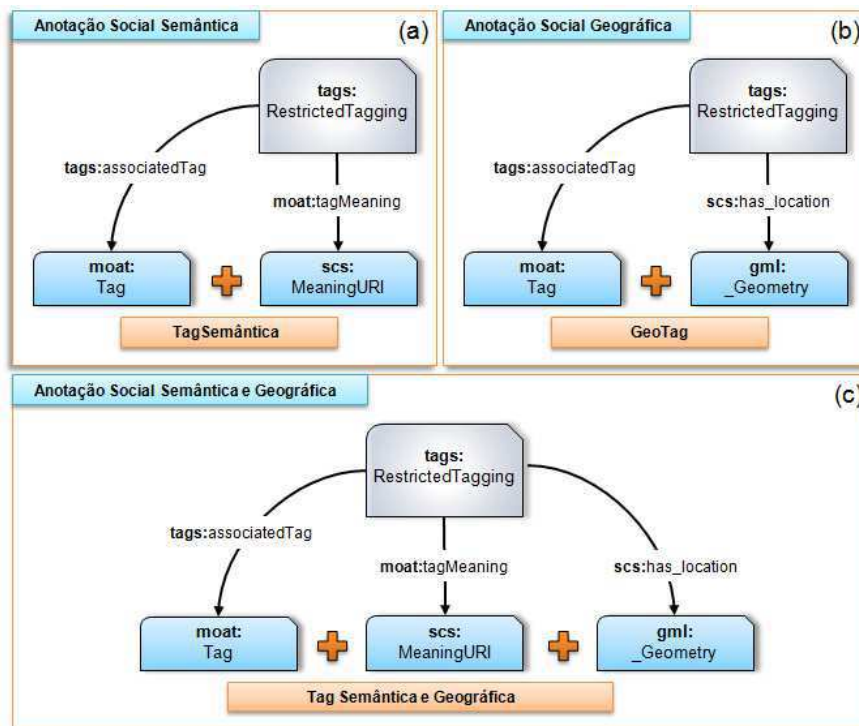 Anotação Social Semântica
(a)
tags:
RestrictedTagging
tags:associatedTag
moat:tagMeaning
moat:
Tag
scs:
MeaningURI
TagSemântica
Anotação Social Geográfica
(b)
tags:
RestrictedTagging
tags:associatedTag
scs:has_location
moat:
Tag
gml:
_Geometry
GeoTag
Anotação Social Semântica e Geográfica
(c)
tags:
RestrictedTagging
tags:associatedTag
moat:tagMeaning
scs:has_location
moat:
Tag
scs:
MeaningURI
gml:
_Geometry
Tag Semântica e Geográfica